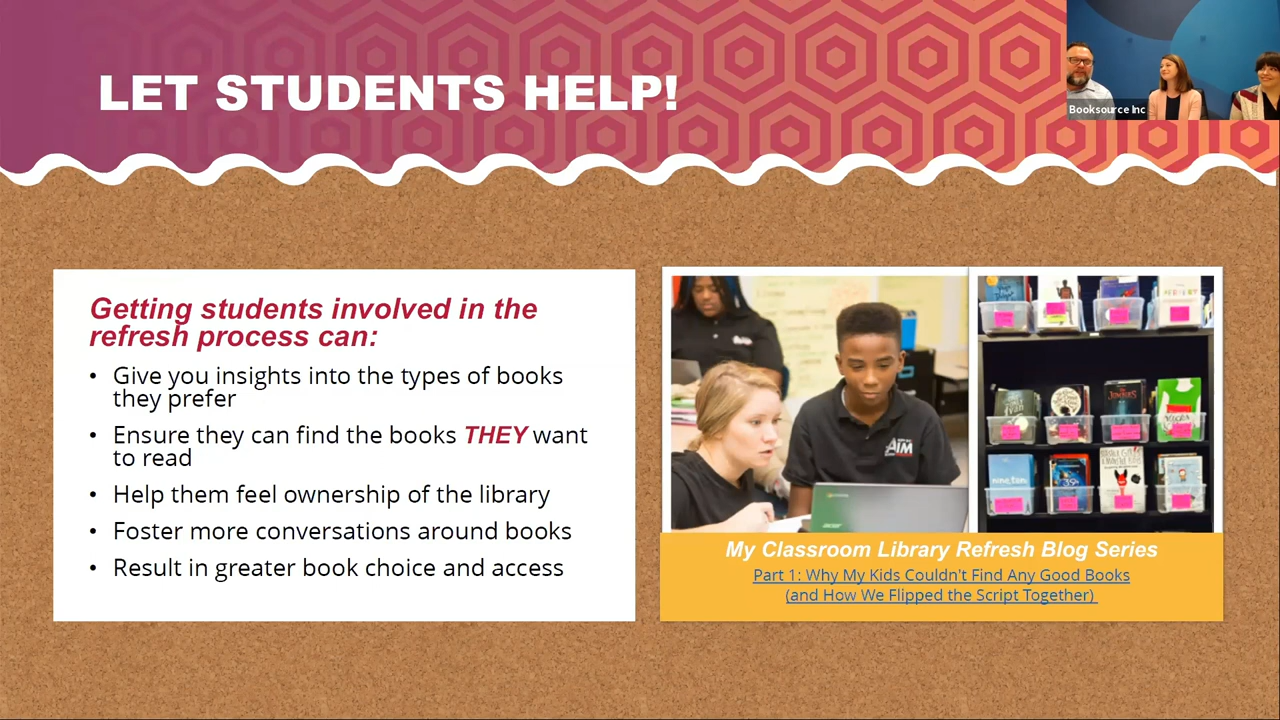 LET STUDENTS HELP!
Booksource Inc
Getting students involved in the
refresh process can:
• Give you insights into the types of books
they prefer
• Ensure they can find the books THEY want
to read
• Help them feel ownership of the library
• Foster more conversations around books
• Result in greater book choice and access
AIM
nine, ten
39
My Classroom Library Refresh Blog Series
Part 1: Why My Kids Couldn't Find Any Good Books
(and How We Flipped the Script Together)